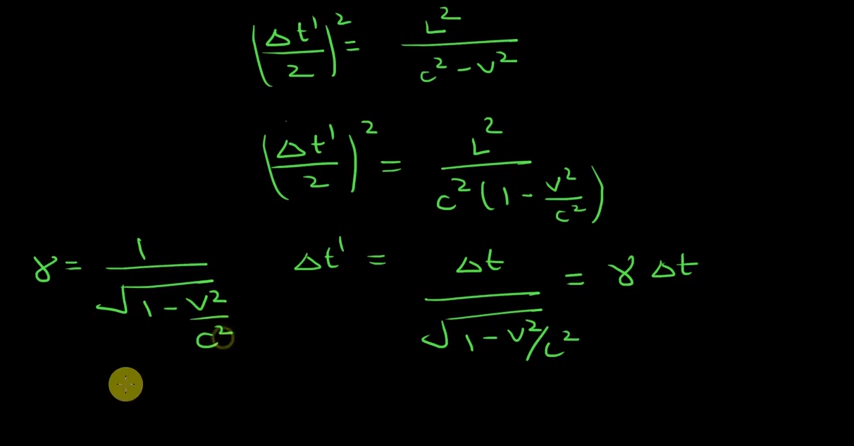 (Δt'/2)² = L²/(c² − v²)
(Δt'/2)² = L²/(c²(1 − v²/c²))
γ = 1/√(1 − v²/c²)    Δt' = Δt/√(1 − v²/c²) = γ Δt